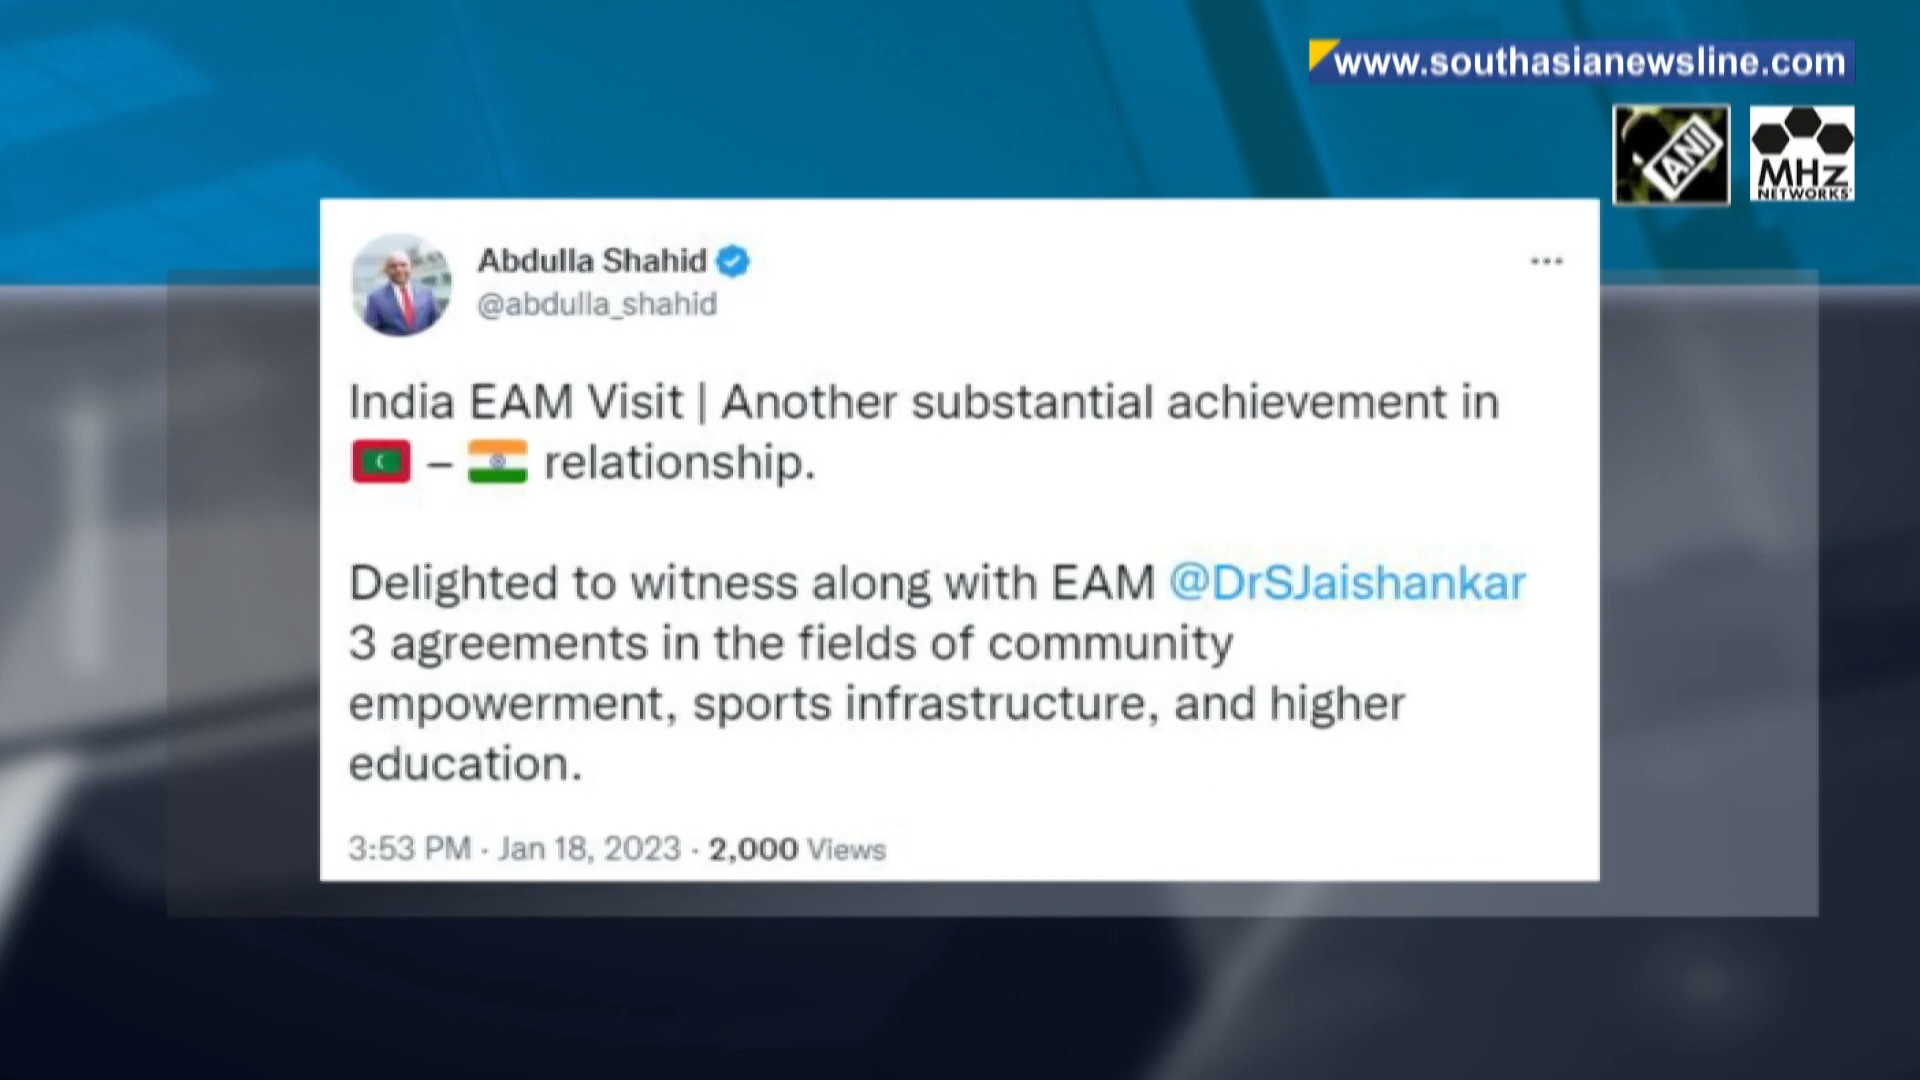 www.southasianewsline.com
ANI
MHz
NETWORKS
Abdulla Shahid
@abdulla_shahid
India EAM Visit | Another substantial achievement in
🇲🇻 – 🇮🇳 relationship.
Delighted to witness along with EAM @DrSJaishankar
3 agreements in the fields of community
empowerment, sports infrastructure, and higher
education.
3:53 PM · Jan 18, 2023 · 2,000 Views